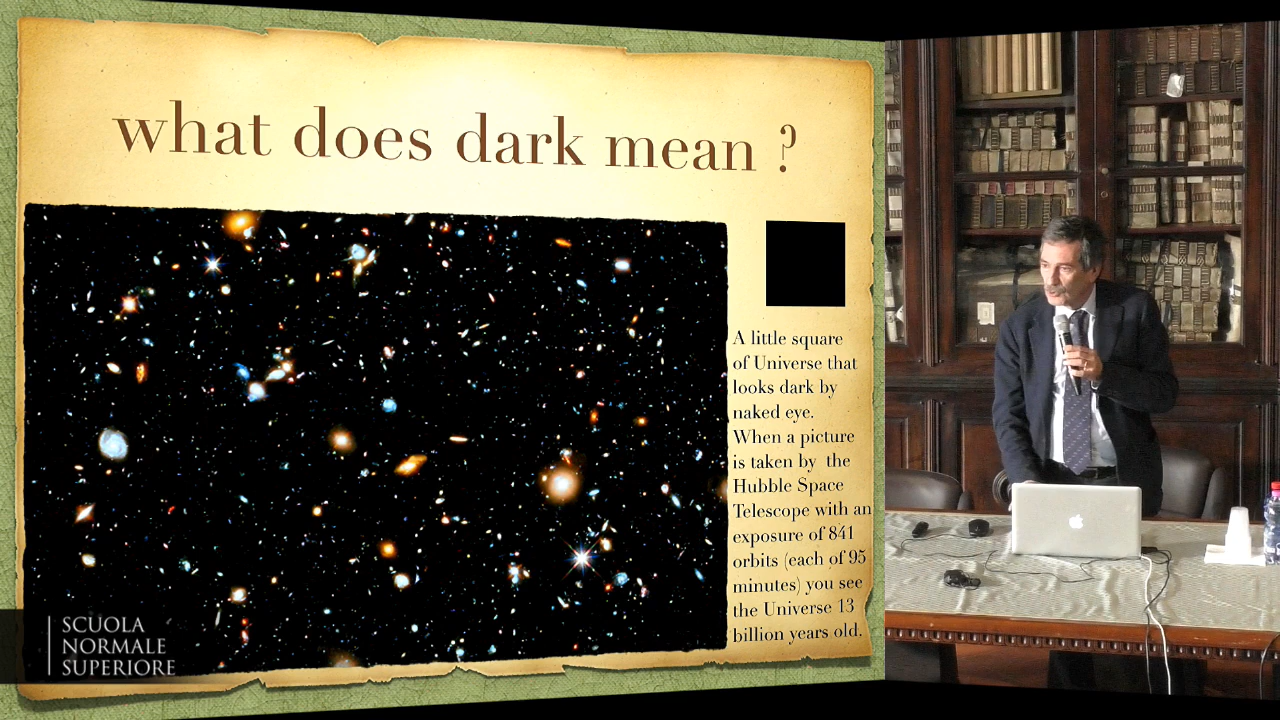 what does dark mean ?
A little square
of Universe that
looks dark by
naked eye.
When a picture
is taken by the
Hubble Space
Telescope with an
exposure of 841
orbits (each of 95
minutes) you see
the Universe 13
billion years old.
SCUOLA
NORMALE
SUPERIORE